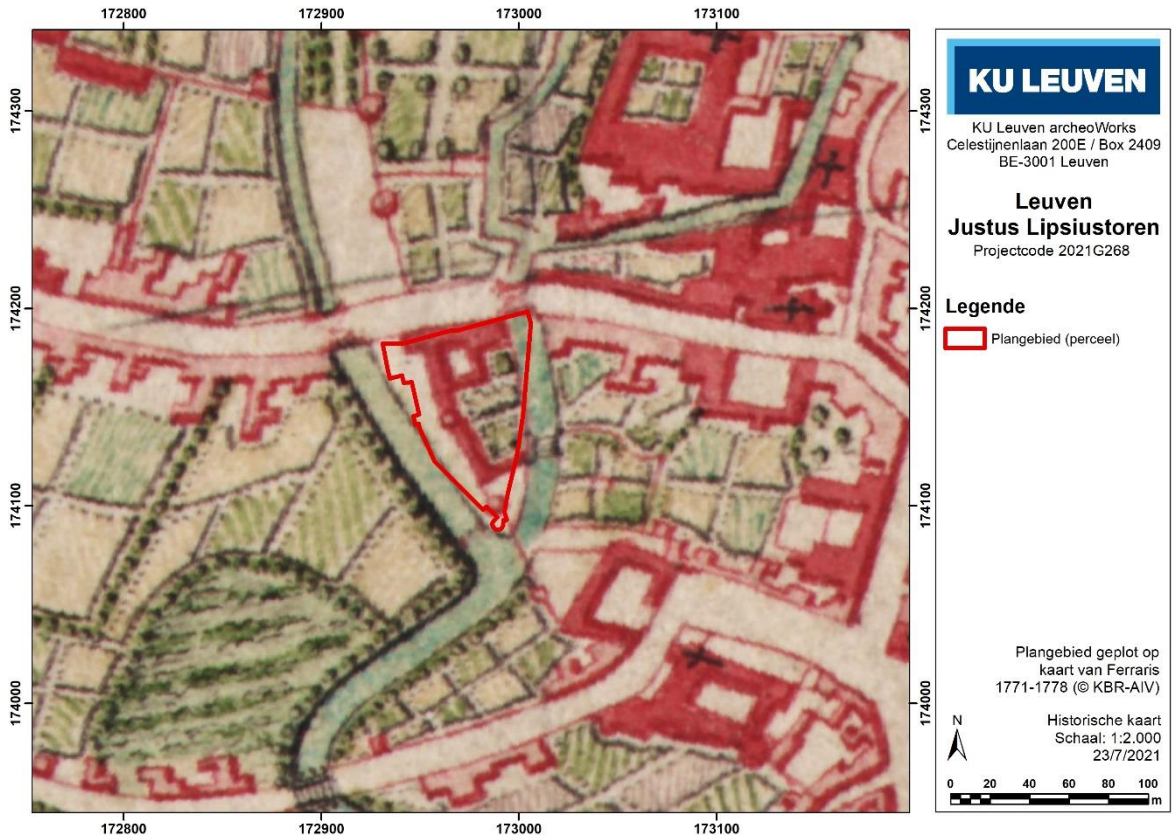 172800 172900 173000 173100
174300 174300
174200 174200
174100 174100
174000 174000
172800 172900 173000 173100
KU LEUVEN
KU Leuven archeoWorks
Celestijnenlaan 200E / Box 2409
BE-3001 Leuven
Leuven
Justus Lipsiustoren
Projectcode 2021G268
Legende
Plangebied (perceel)
Plangebied geplot op
kaart van Ferraris
1771-1778 (© KBR-AIV)
N
Historische kaart
Schaal: 1:2.000
23/7/2021
0 20 40 60 80 100
m